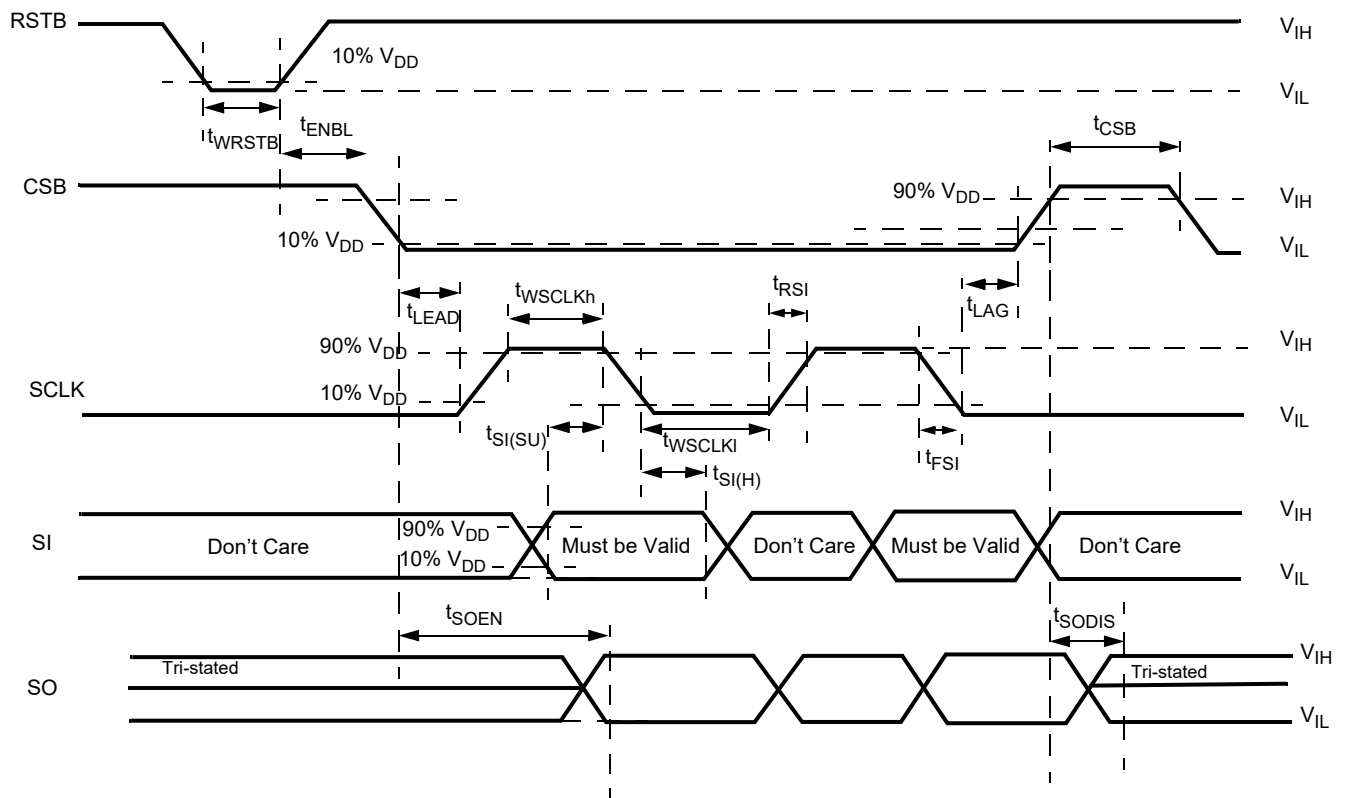 RSTB
VIH
10% VDD
VIL
tWRSTB
tENBL
tCSB
CSB
90% VDD
VIH
10% VDD
VIL
tLEAD
tWSCLKh
tRSI
tLAG
90% VDD
VIH
SCLK
10% VDD
VIL
tSI(SU)
tWSCLKl
tFSI
tSI(H)
SI
90% VDD
VIH
Don't Care
Must be Valid
Don't Care
Must be Valid
Don't Care
10% VDD
VIL
tSOEN
tSODIS
SO
Tri-stated
VIH
Tri-stated
VIL